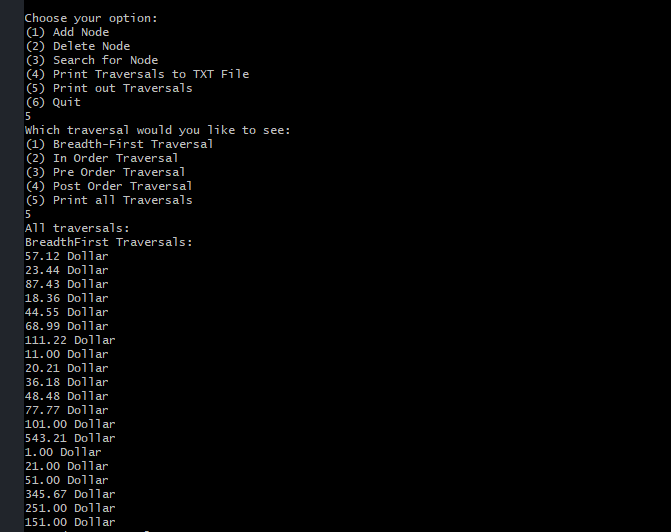 Choose your option:
(1) Add Node
(2) Delete Node
(3) Search for Node
(4) Print Traversals to TXT File
(5) Print out Traversals
(6) Quit
5
Which traversal would you like to see:
(1) Breadth-First Traversal
(2) In Order Traversal
(3) Pre Order Traversal
(4) Post Order Traversal
(5) Print all Traversals
5
All traversals:
BreadthFirst Traversals:
57.12 Dollar
23.44 Dollar
87.43 Dollar
18.36 Dollar
44.55 Dollar
68.99 Dollar
111.22 Dollar
11.00 Dollar
20.21 Dollar
36.18 Dollar
48.48 Dollar
77.77 Dollar
101.00 Dollar
543.21 Dollar
1.00 Dollar
21.00 Dollar
51.00 Dollar
345.67 Dollar
251.00 Dollar
151.00 Dollar